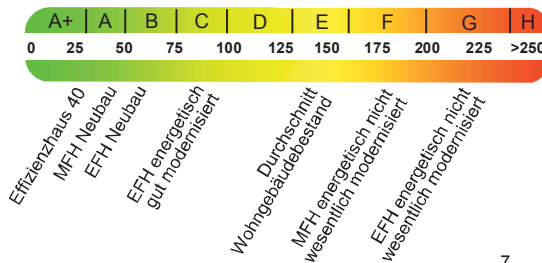 A+ A B C D E F G H
0 25 50 75 100 125 150 175 200 225 >250
Effizienzhaus 40
MFH Neubau
EFH Neubau
EFH energetisch
gut modernisiert
Durchschnitt
Wohngebäudebestand
MFH energetisch nicht
wesentlich modernisiert
EFH energetisch nicht
wesentlich modernisiert
7